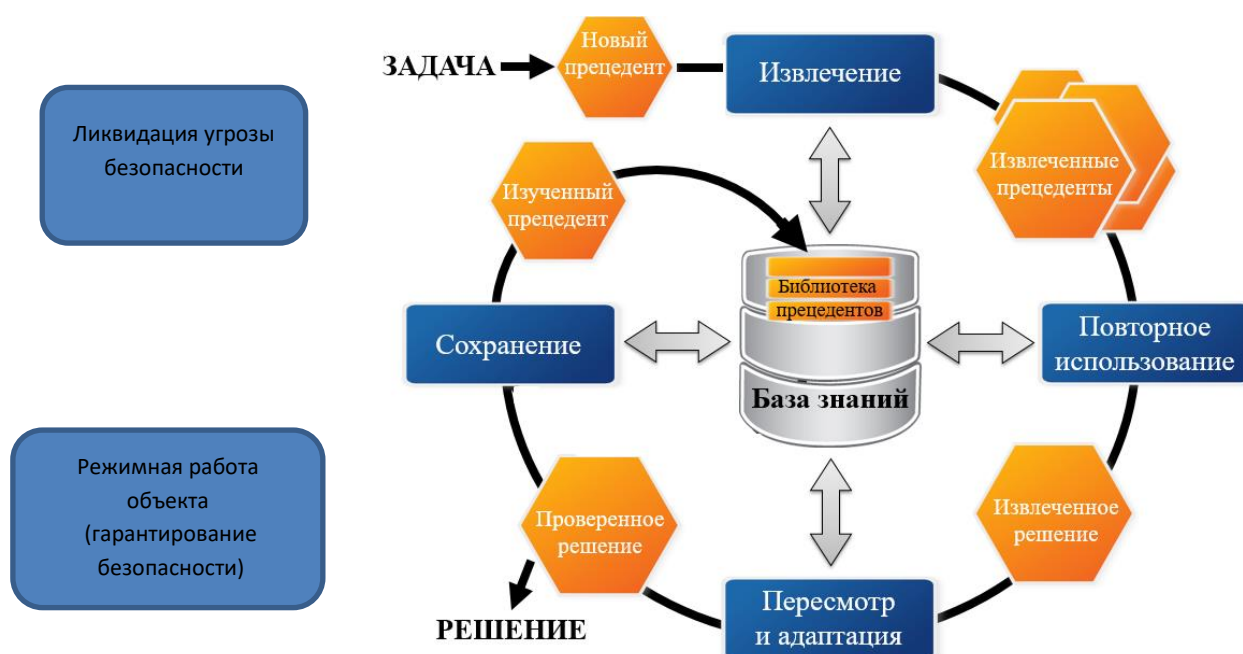 Ликвидация угрозы
безопасности
Режимная работа
объекта
(гарантирование
безопасности)
ЗАДАЧА
Новый
прецедент
Извлечение
Извлеченные
прецеденты
Повторное
использование
Извлеченное
решение
Пересмотр
и адаптация
Проверенное
решение
РЕШЕНИЕ
Сохранение
Изученный
прецедент
Библиотека
прецедентов
База знаний